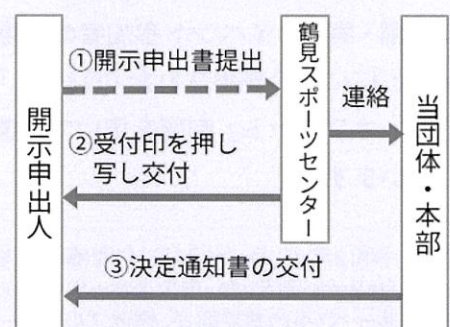 開示申出人
①開示申出書提出
②受付印を押し
写し交付
鶴見スポーツセンター
連絡
当団体・本部
③決定通知書の交付